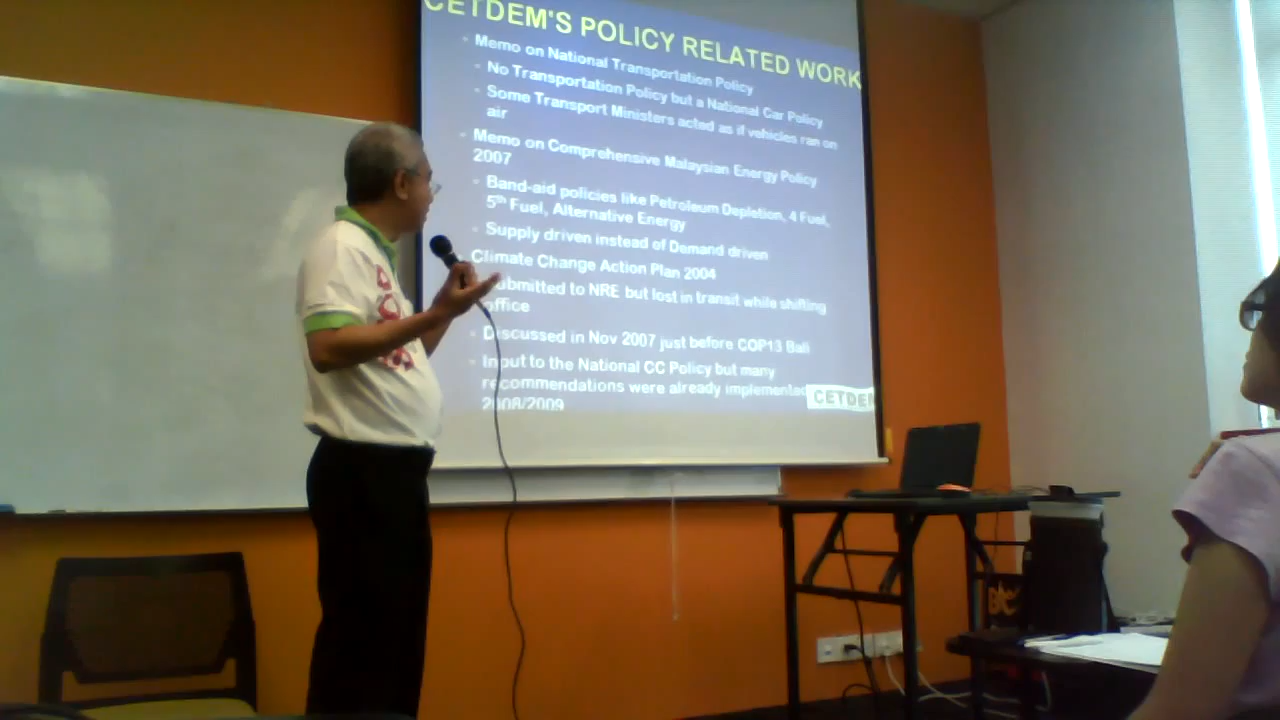 CETDEM'S POLICY RELATED WORK
Memo on National Transportation Policy
No Transportation Policy but a National Car Policy
Some Transport Ministers acted as if vehicles ran on
air
Memo on Comprehensive Malaysian Energy Policy
2007
Band-aid policies like Petroleum Depletion, 4 Fuel,
5th Fuel, Alternative Energy
Supply driven instead of Demand driven
Climate Change Action Plan 2004
ubmitted to NRE but lost in transit while shifting
office
Discussed in Nov 2007 just before COP13 Bali
Input to the National CC Policy but many
recommendations were already implemented
2008/2009
CETDEM